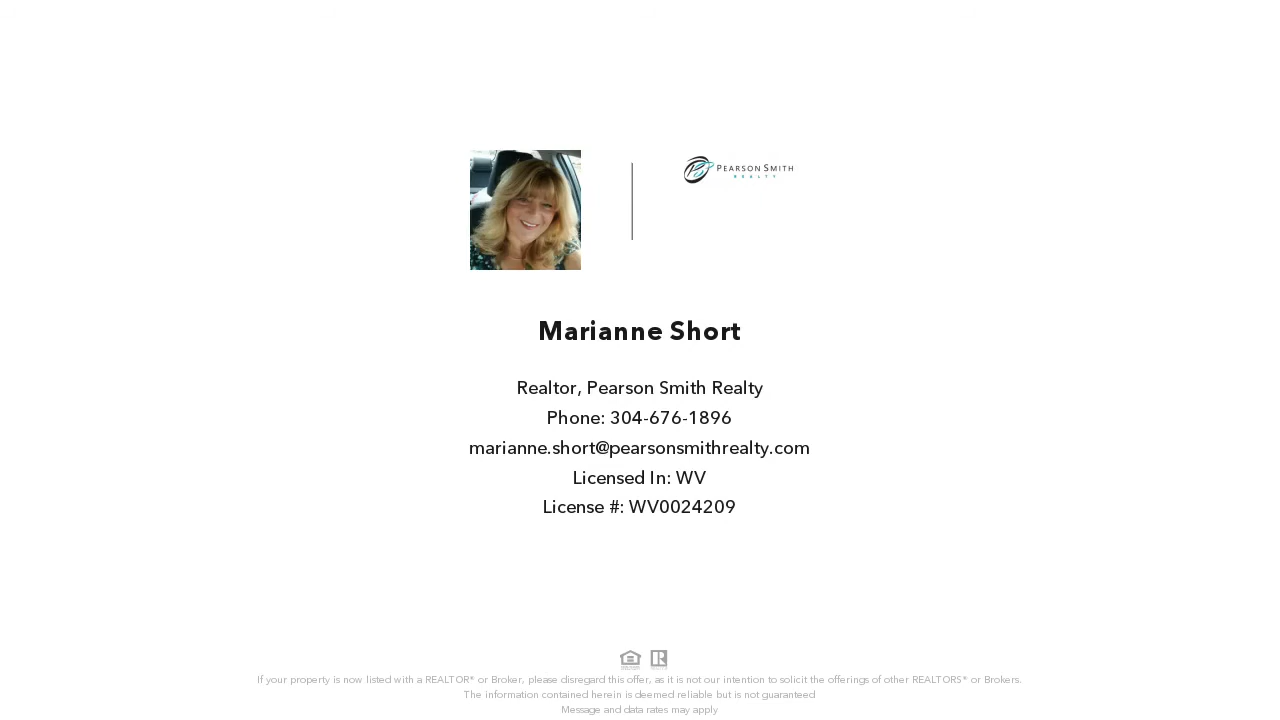 PEARSON SMITH
REALTY
Marianne Short
Realtor, Pearson Smith Realty
Phone: 304-676-1896
marianne.short@pearsonsmithrealty.com
Licensed In: WV
License #: WV0024209
If your property is now listed with a REALTOR® or Broker, please disregard this offer, as it is not our intention to solicit the offerings of other REALTORS® or Brokers.
The information contained herein is deemed reliable but is not guaranteed
Message and data rates may apply